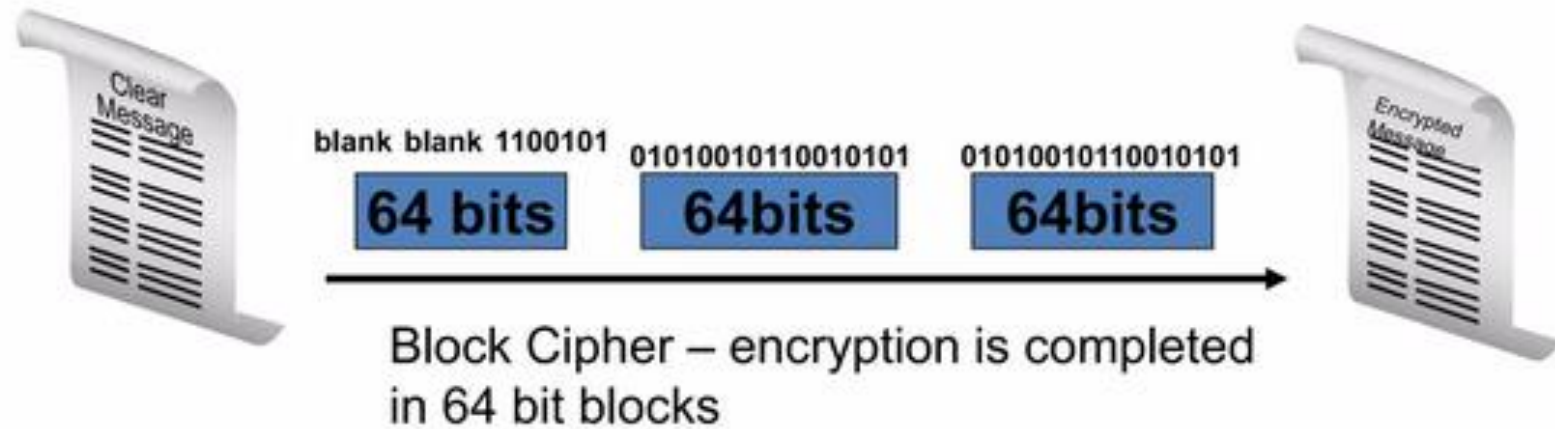 Clear
Message
blank blank 1100101
01010010110010101
01010010110010101
64 bits
64bits
64bits
Encrypted
Message
Block Cipher – encryption is completed
in 64 bit blocks